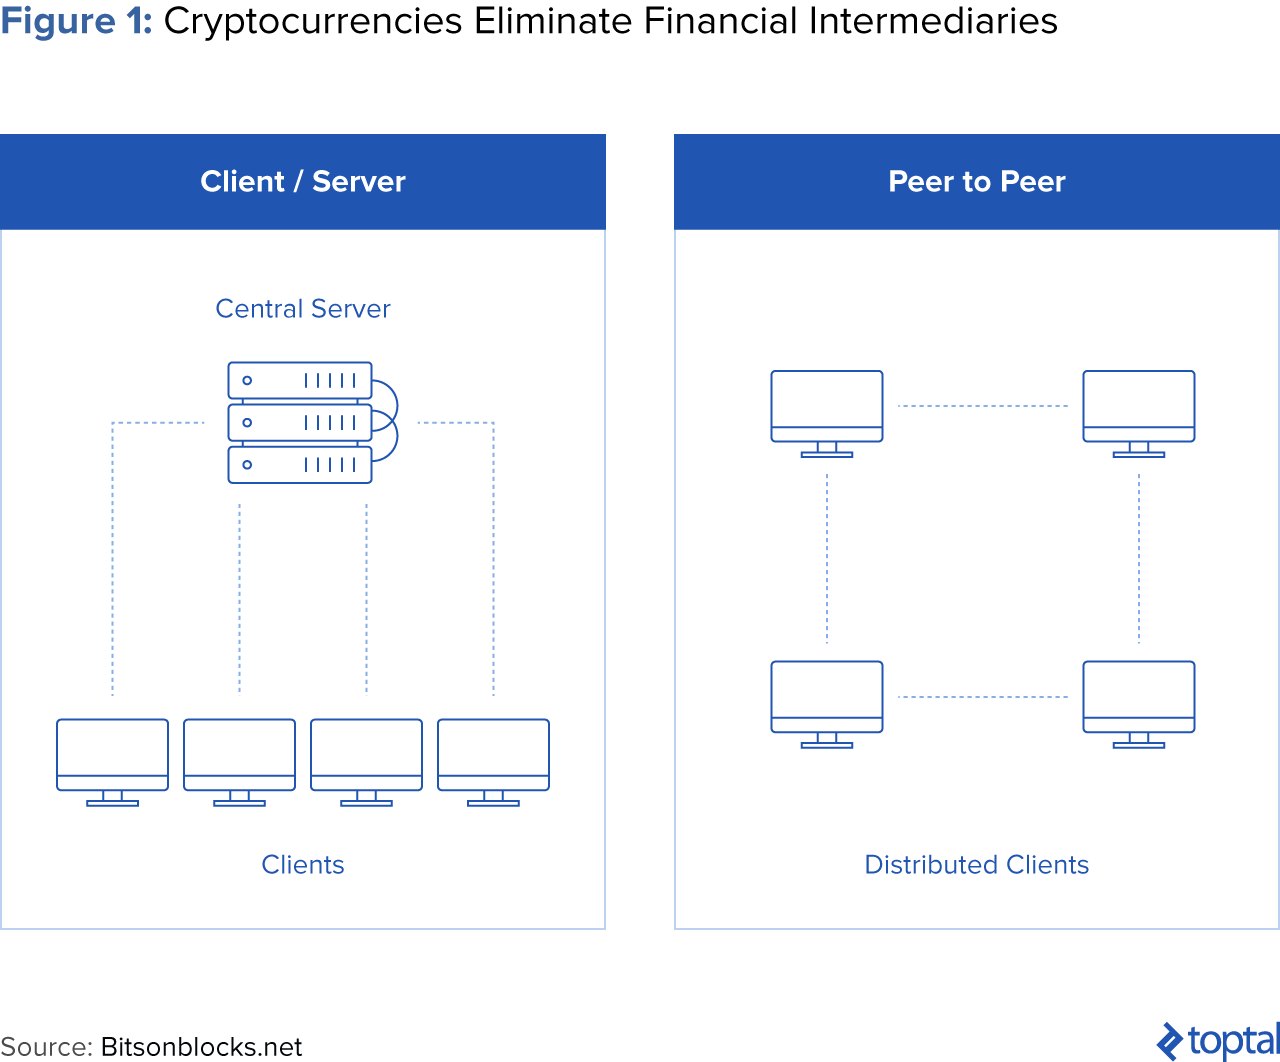 Figure 1: Cryptocurrencies Eliminate Financial Intermediaries
Client / Server
Central Server
Clients
Peer to Peer
Distributed Clients
Source: Bitsonblocks.net
toptal